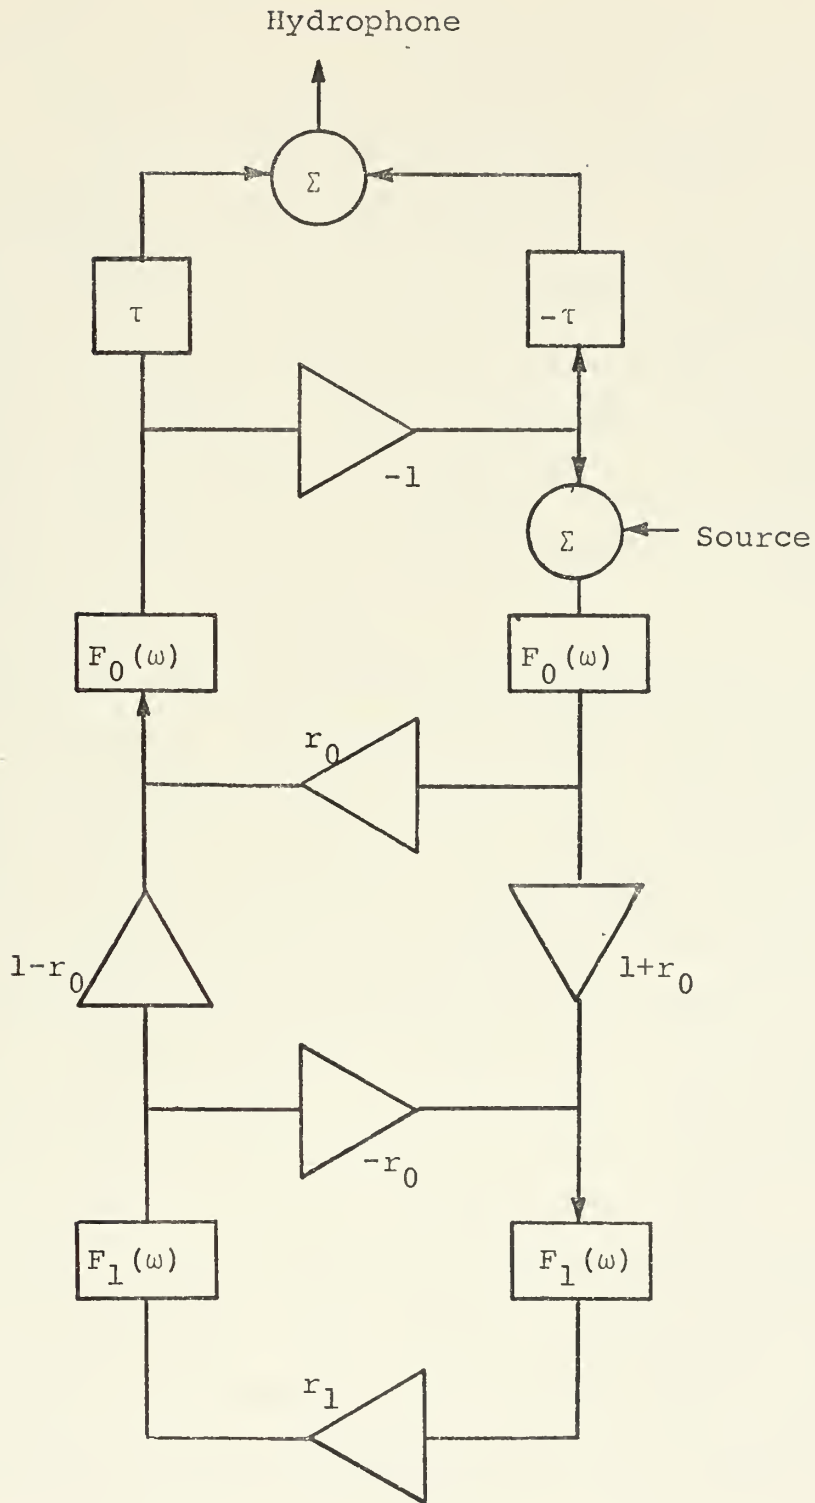 Hydrophone
Σ
τ
-τ
-1
Σ
Source
F₀(ω)
F₀(ω)
r₀
1-r₀
1+r₀
-r₀
F₁(ω)
F₁(ω)
r₁